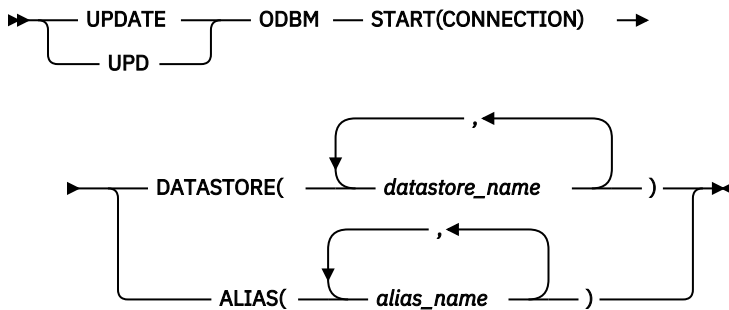 UPDATE ODBM START(CONNECTION)
UPD
,
DATASTORE( datastore_name )
,
ALIAS( alias_name )